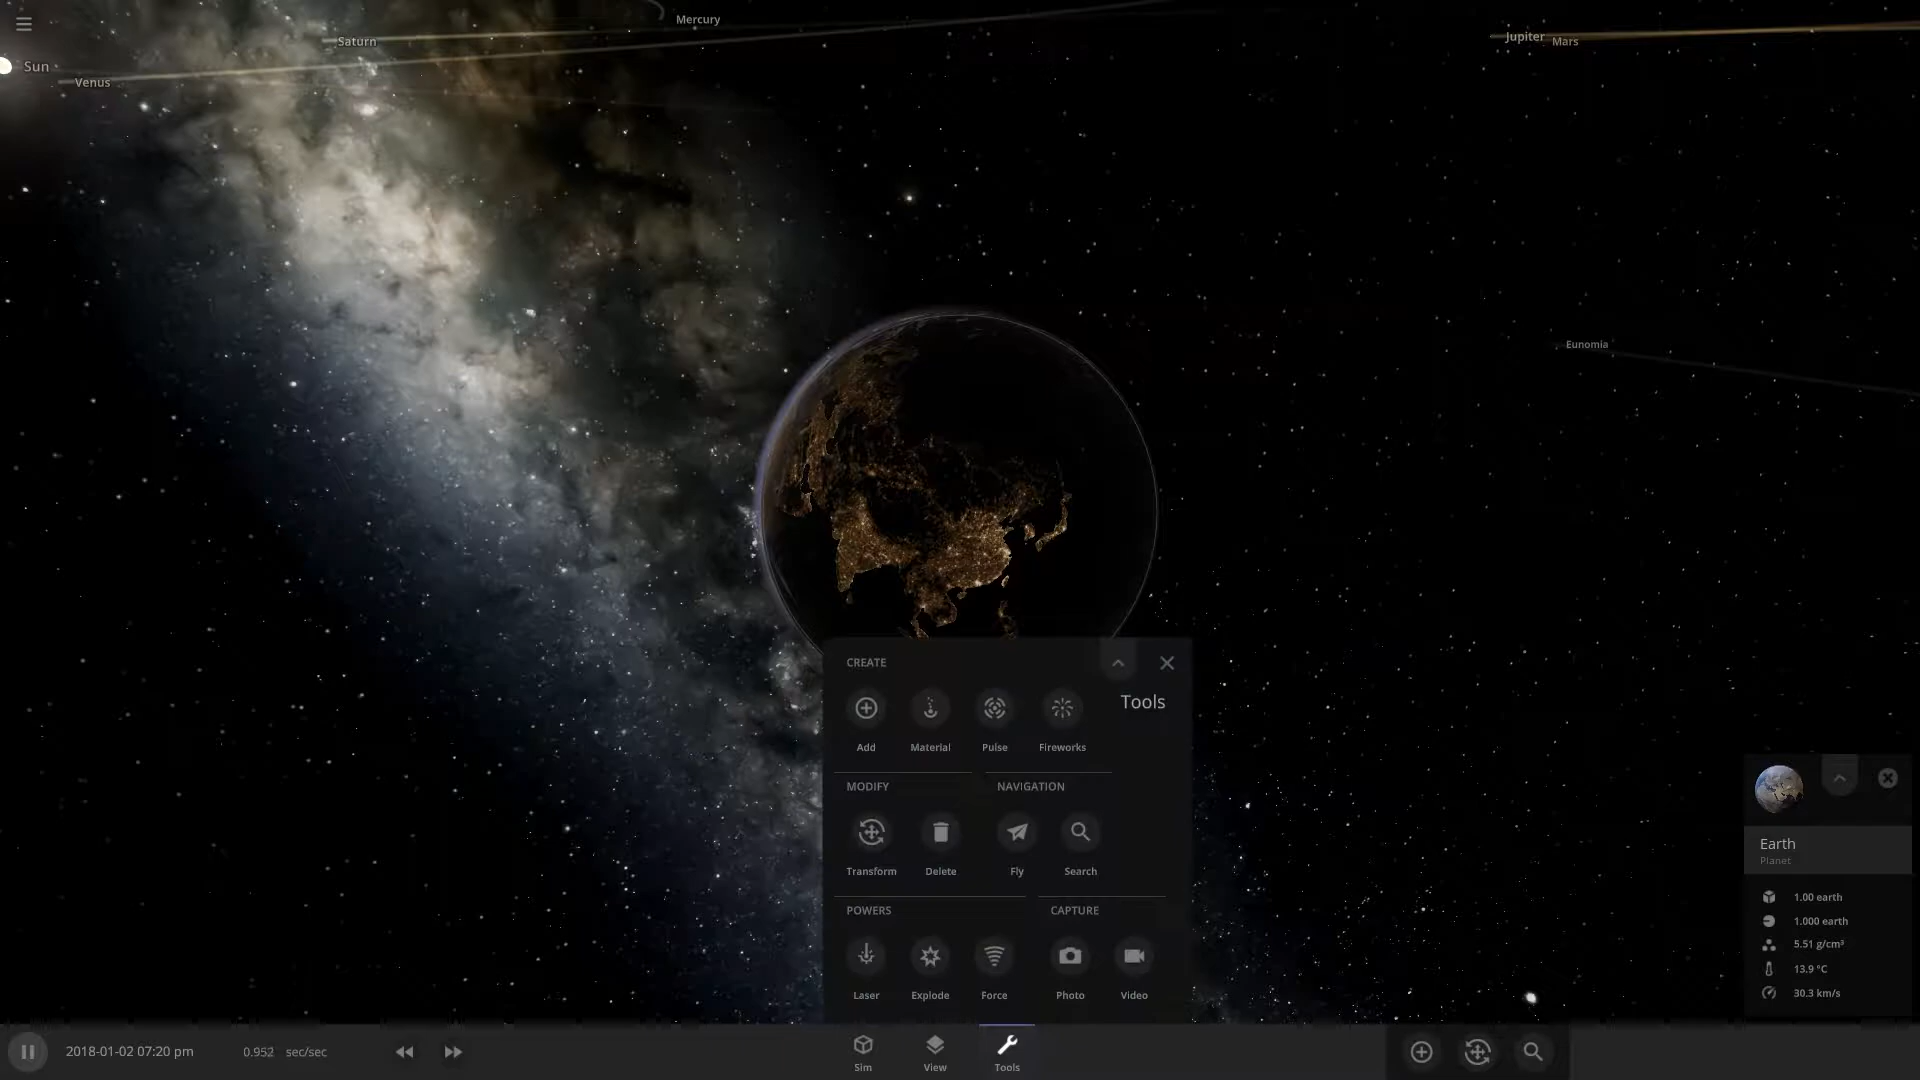 Mercury
Saturn
Jupiter
Mars
Sun
Venus
Eunomia
CREATE
Tools
Add
Material
Pulse
Fireworks
MODIFY
NAVIGATION
Transform
Delete
Fly
Search
POWERS
CAPTURE
Laser
Explode
Force
Photo
Video
Earth
Planet
1.00 earth
1.000 earth
5.51 g/cm³
13.9 °C
30.3 km/s
2018-01-02 07:20 pm
0.952 sec/sec
Sim
View
Tools